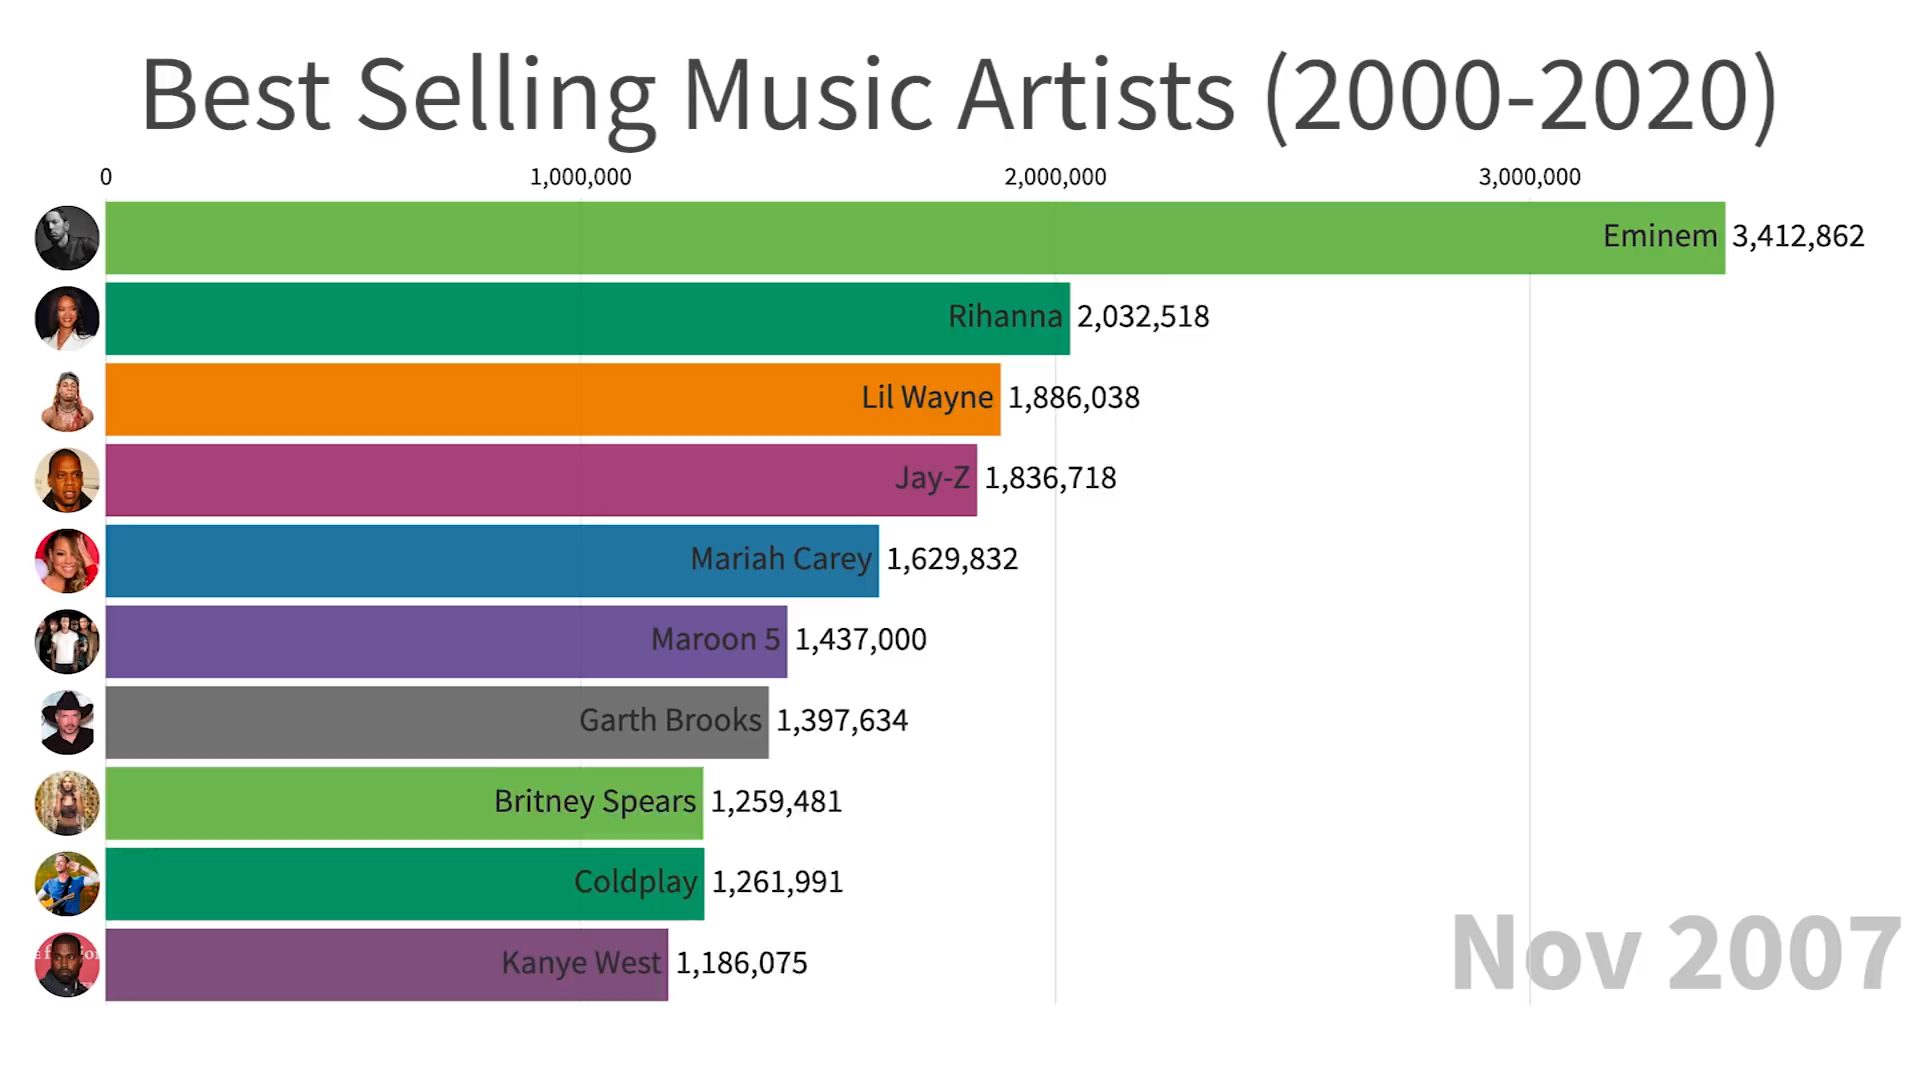 Best Selling Music Artists (2000-2020)
0 1,000,000 2,000,000 3,000,000
Eminem 3,412,862
Rihanna 2,032,518
Lil Wayne 1,886,038
Jay-Z 1,836,718
Mariah Carey 1,629,832
Maroon 5 1,437,000
Garth Brooks 1,397,634
Britney Spears 1,259,481
Coldplay 1,261,991
Kanye West 1,186,075
Nov 2007